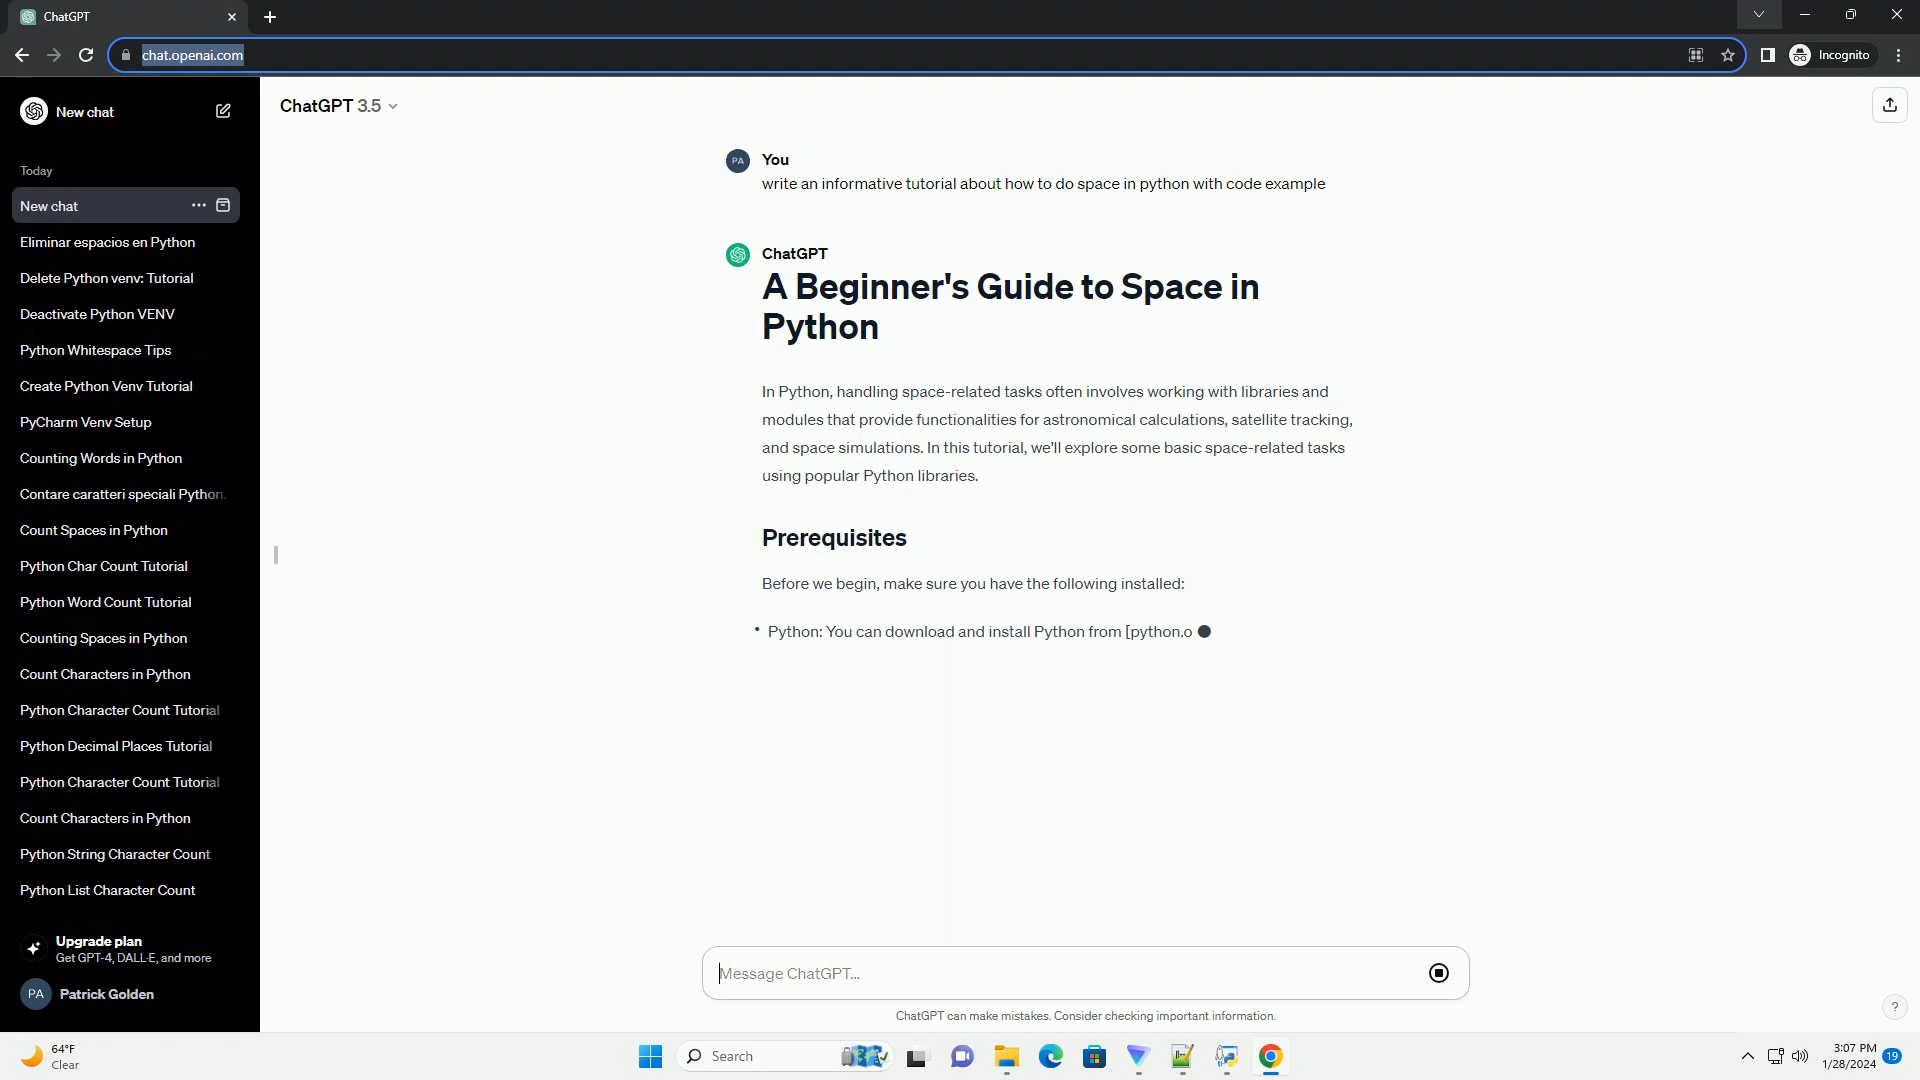 ChatGPT
chat.openai.com
Incognito
New chat
Today
New chat
Eliminar espacios en Python
Delete Python venv: Tutorial
Deactivate Python VENV
Python Whitespace Tips
Create Python Venv Tutorial
PyCharm Venv Setup
Counting Words in Python
Contare caratteri speciali Python.
Count Spaces in Python
Python Char Count Tutorial
Python Word Count Tutorial
Counting Spaces in Python
Count Characters in Python
Python Character Count Tutorial
Python Decimal Places Tutorial
Python Character Count Tutorial
Count Characters in Python
Python String Character Count
Python List Character Count
Upgrade plan
Get GPT-4, DALL·E, and more
PA Patrick Golden
ChatGPT 3.5
PA You
write an informative tutorial about how to do space in python with code example
ChatGPT
A Beginner's Guide to Space in
Python
In Python, handling space-related tasks often involves working with libraries and
modules that provide functionalities for astronomical calculations, satellite tracking,
and space simulations. In this tutorial, we'll explore some basic space-related tasks
using popular Python libraries.
Prerequisites
Before we begin, make sure you have the following installed:
• Python: You can download and install Python from [python.o
Message ChatGPT...
ChatGPT can make mistakes. Consider checking important information.
?
64°F
Clear
Search
3:07 PM
1/28/2024
19